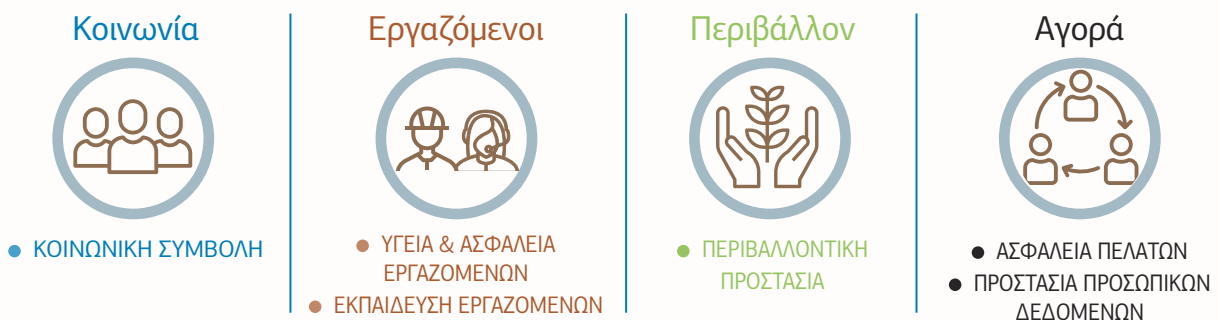 Κοινωνία
● ΚΟΙΝΩΝΙΚΗ ΣΥΜΒΟΛΗ
Εργαζόμενοι
● ΥΓΕΙΑ & ΑΣΦΑΛΕΙΑ
ΕΡΓΑΖΟΜΕΝΩΝ
● ΕΚΠΑΙΔΕΥΣΗ ΕΡΓΑΖΟΜΕΝΩΝ
Περιβάλλον
● ΠΕΡΙΒΑΛΛΟΝΤΙΚΗ
ΠΡΟΣΤΑΣΙΑ
Αγορά
● ΑΣΦΑΛΕΙΑ ΠΕΛΑΤΩΝ
● ΠΡΟΣΤΑΣΙΑ ΠΡΟΣΩΠΙΚΩΝ
ΔΕΔΟΜΕΝΩΝ